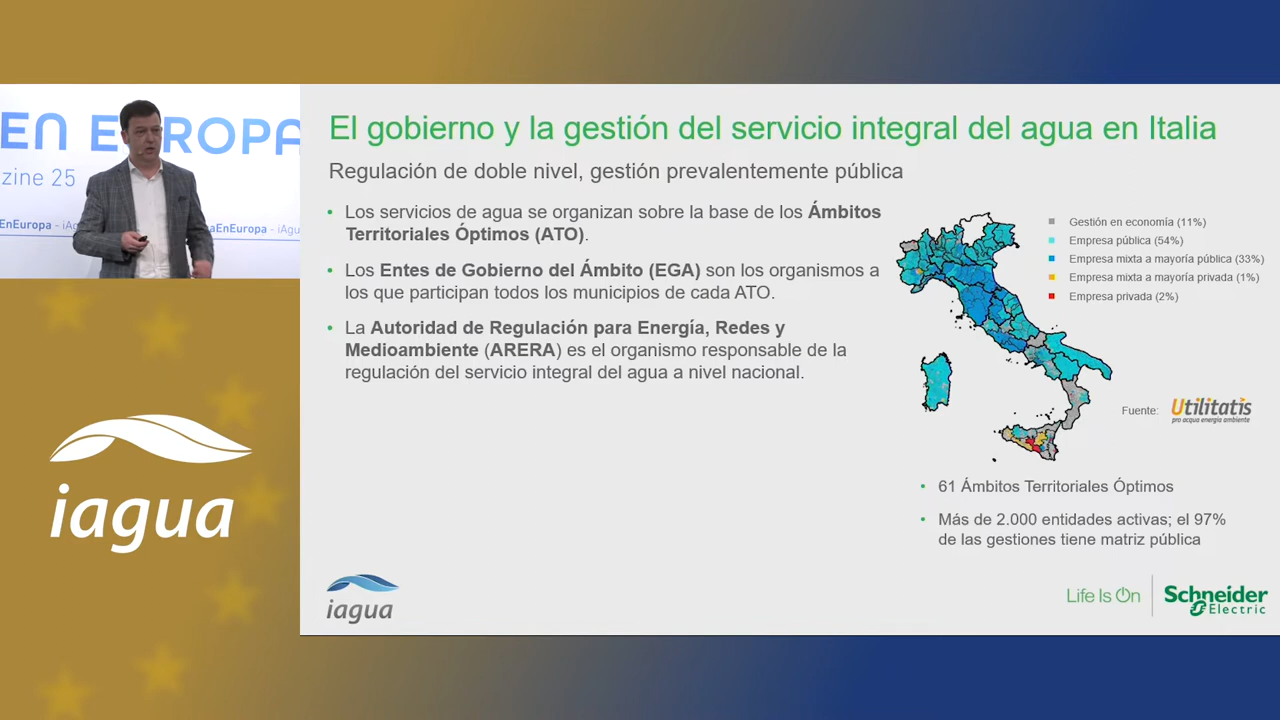 EN EUROPA
zine 25
EnEuropa - iAg
aEnEuropa - iAgu
iagua
El gobierno y la gestión del servicio integral del agua en Italia
Regulación de doble nivel, gestión prevalentemente pública
• Los servicios de agua se organizan sobre la base de los Ámbitos
Territoriales Óptimos (ATO).
• Los Entes de Gobierno del Ámbito (EGA) son los organismos a
los que participan todos los municipios de cada ATO.
• La Autoridad de Regulación para Energía, Redes y
Medioambiente (ARERA) es el organismo responsable de la
regulación del servicio integral del agua a nivel nacional.
Gestión en economía (11%)
Empresa pública (54%)
Empresa mixta a mayoría pública (33%)
Empresa mixta a mayoría privada (1%)
Empresa privada (2%)
Fuente: Utilitatis
pro acqua energia ambiente
• 61 Ámbitos Territoriales Óptimos
• Más de 2.000 entidades activas; el 97%
de las gestiones tiene matriz pública
iagua
Life Is On
Schneider
Electric